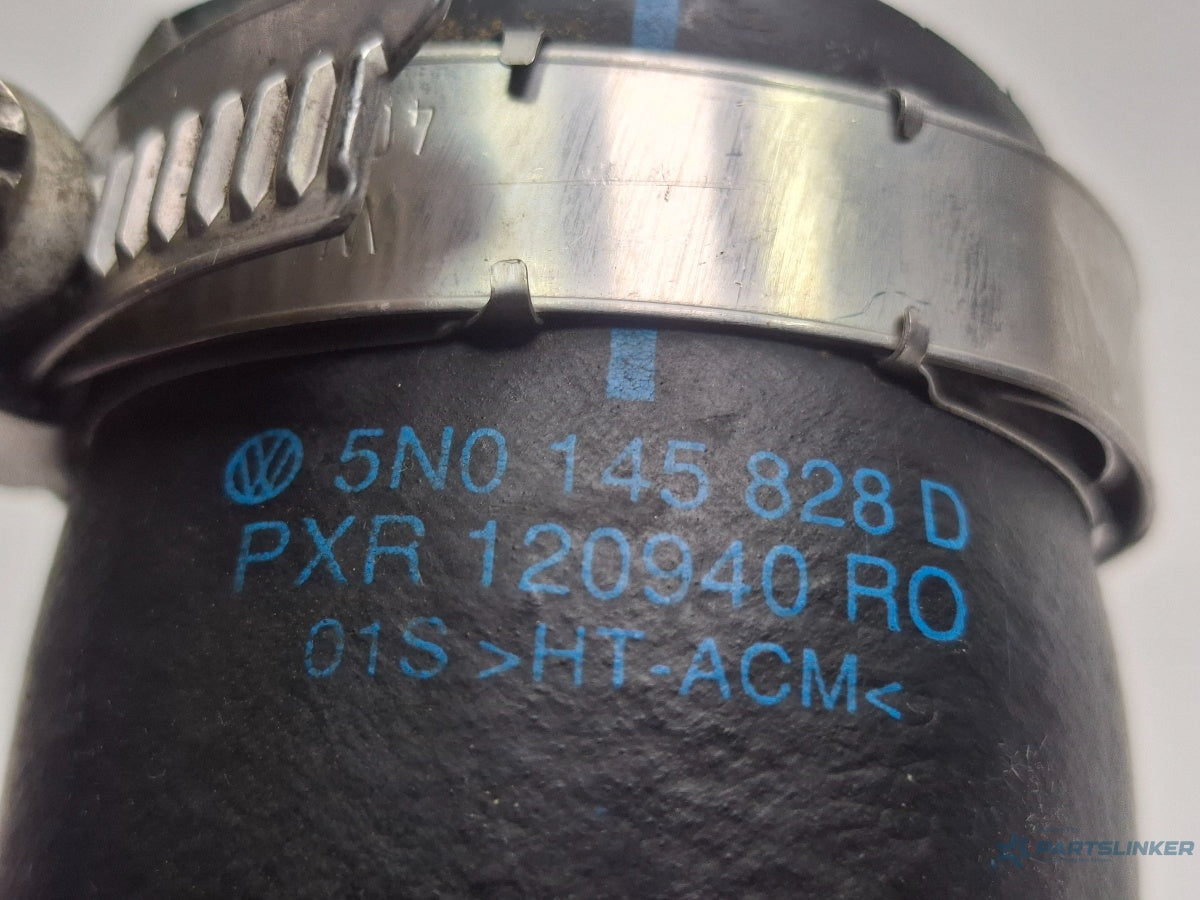 5N0 145 828 D
PXR 120940 RO
01S >HT-ACM<
PARTSLINKER